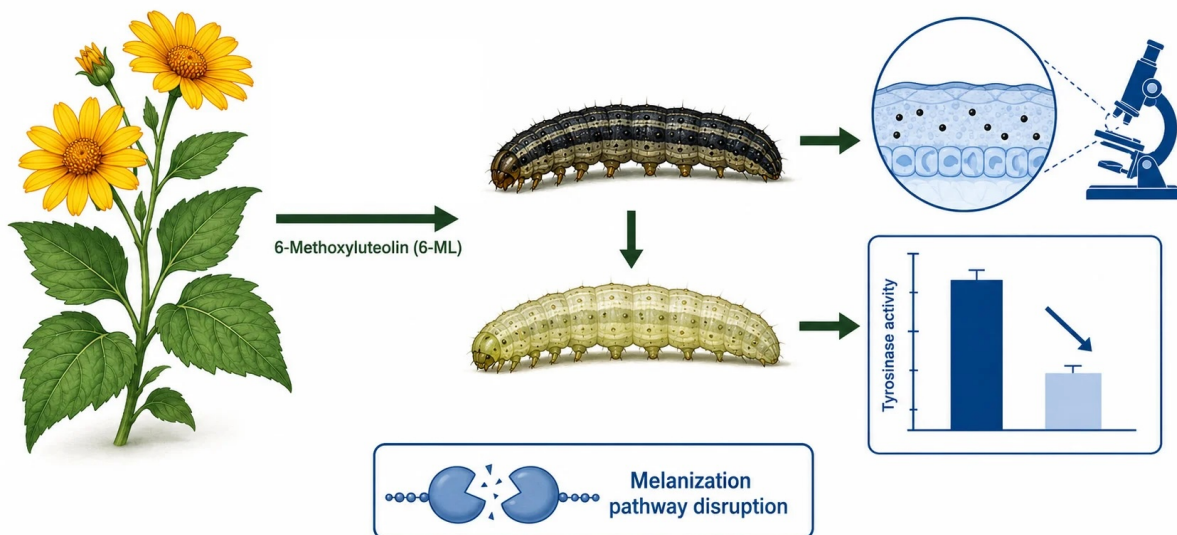 6-Methoxyluteolin (6-ML)
Tyrosinase activity
Melanization
pathway disruption